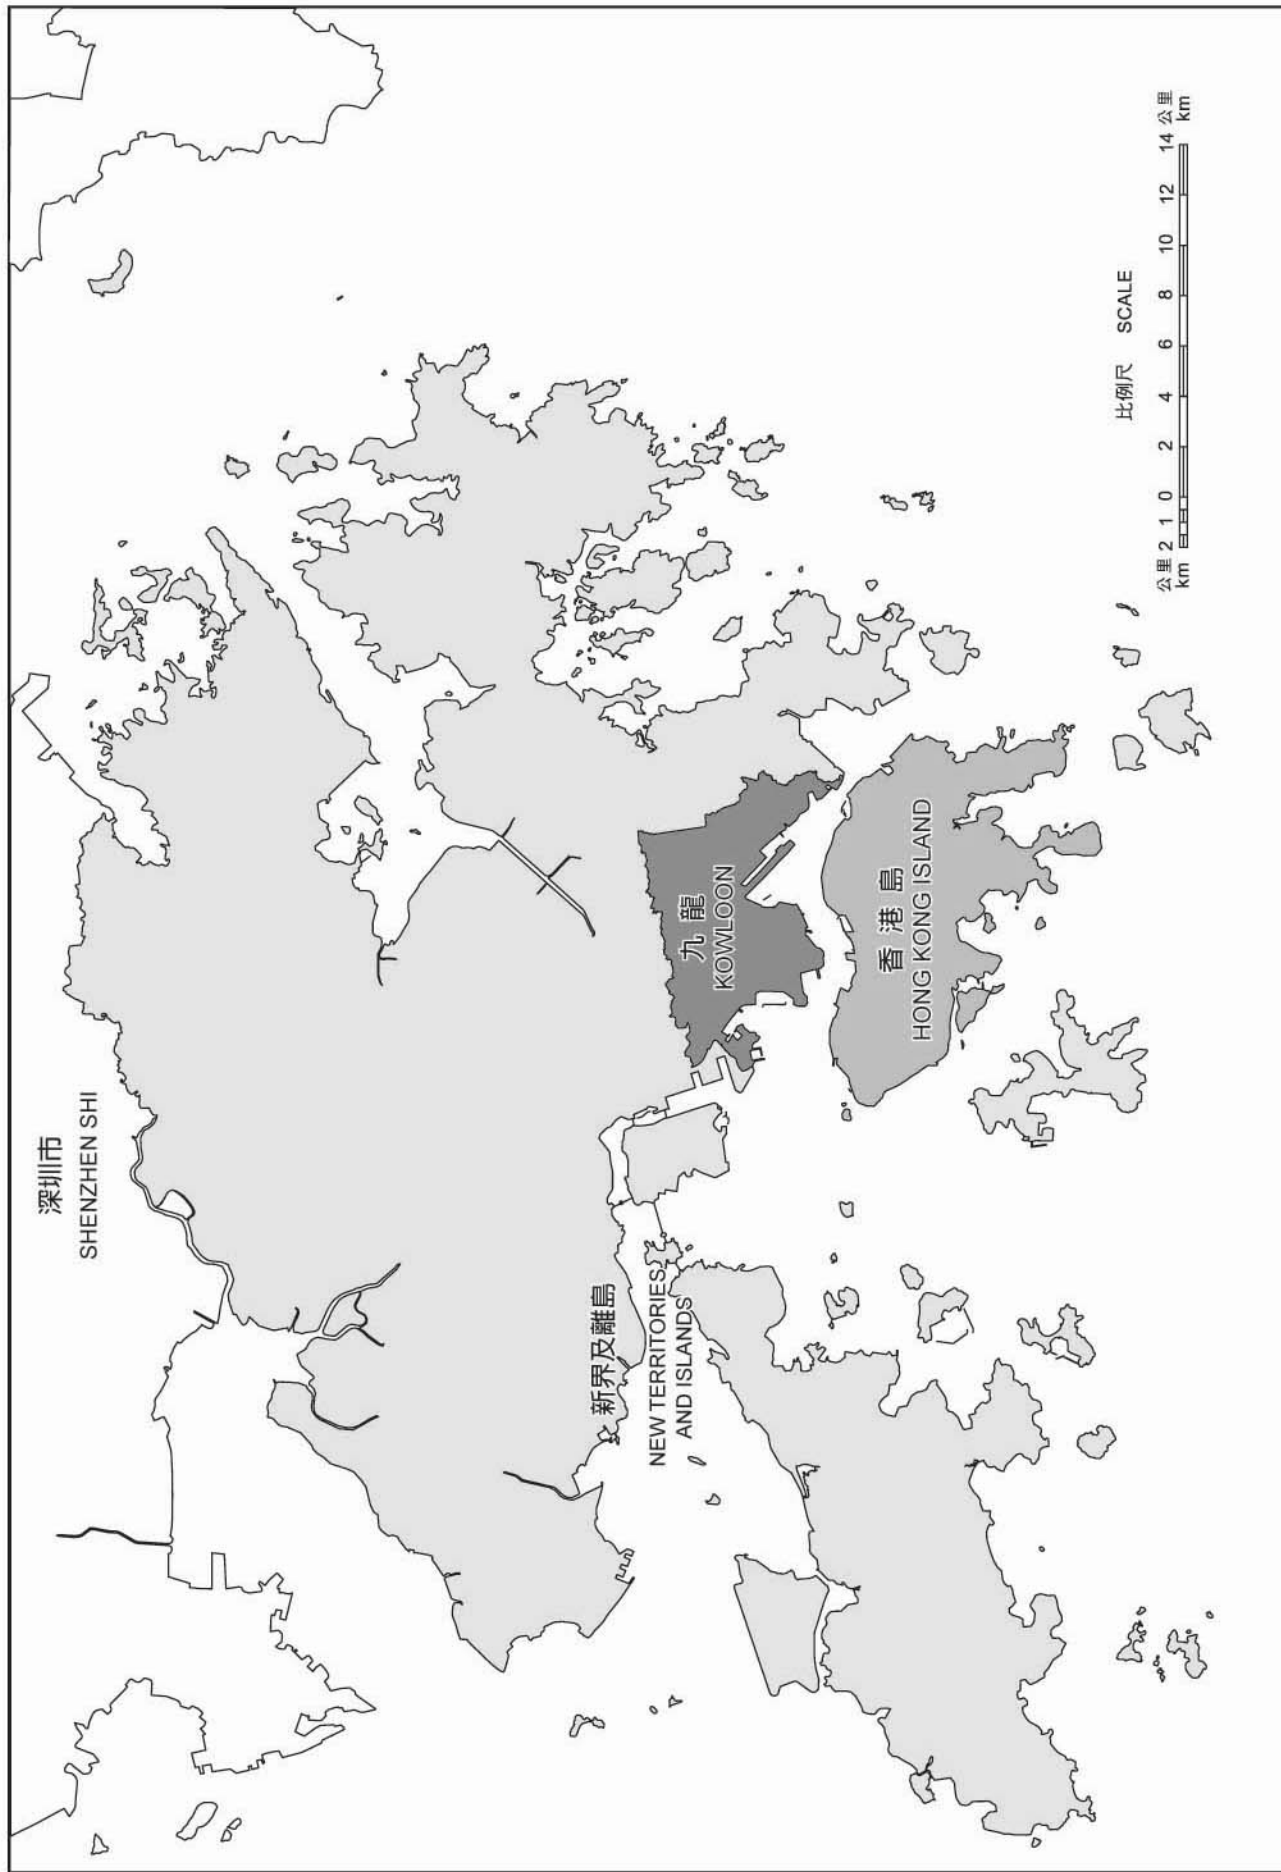 深圳市
SHENZHEN SHI
新界及離島
NEW TERRITORIES
AND ISLANDS
九龍
KOWLOON
香港島
HONG KONG ISLAND
比例尺 SCALE
公里 2 1 0 2 4 6 8 10 12 14 公里
km km